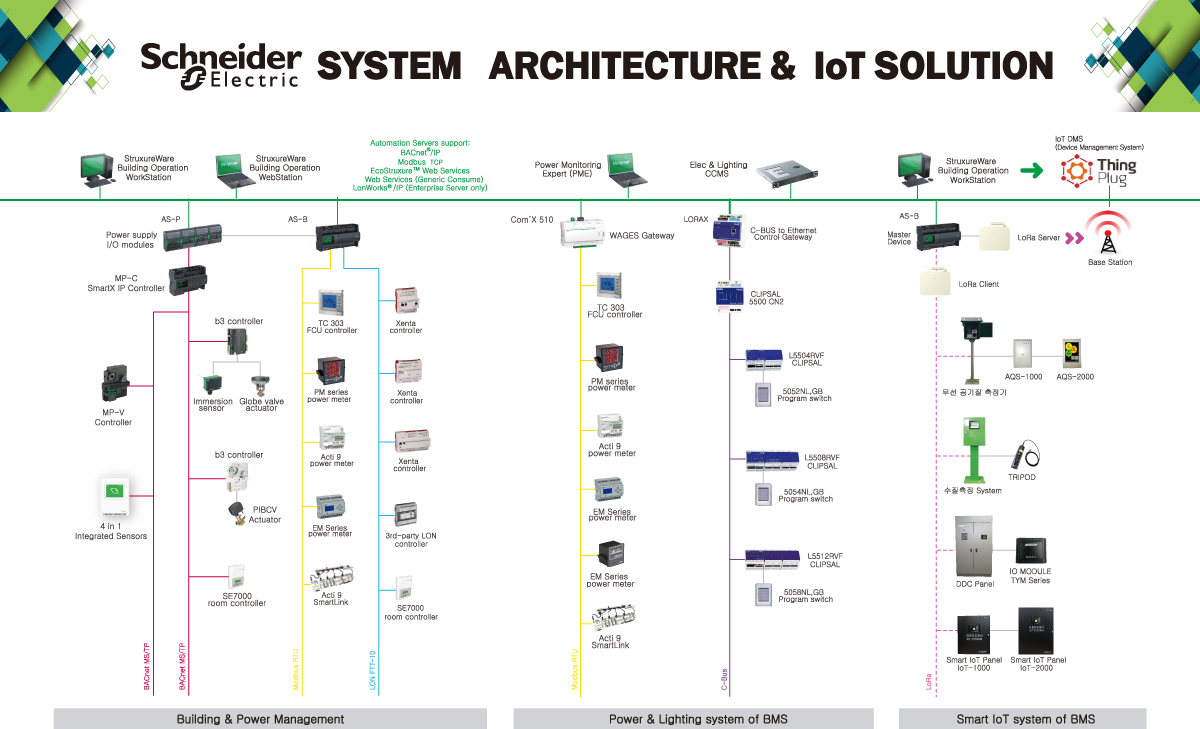 Schneider
Electric
SYSTEM ARCHITECTURE & IoT SOLUTION
StruxureWare
Building Operation
WorkStation
StruxureWare
Building Operation
WebStation
Automation Servers support:
BACnet®/IP
Modbus TCP
EcoStruxure™ Web Services
Web Services (Generic Consume)
LonWorks®/IP (Enterprise Server only)
Power Monitoring
Expert (PME)
Elec & Lighting
CCMS
StruxureWare
Building Operation
WorkStation
IoT DMS
(Device Management System)
Thing
Plug
AS-P
Power supply
I/O modules
AS-B
MP-C
SmartX IP Controller
b3 controller
Immersion
sensor
Globe valve
actuator
MP-V
Controller
b3 controller
PIBCV
Actuator
4 in 1
Integrated Sensors
SE7000
room controller
BACnet MS/TP
BACnet MS/TP
TC 303
FCU controller
PM series
power meter
Acti 9
power meter
EM Series
power meter
Acti 9
SmartLink
Modbus RTU
Xenta
controller
Xenta
controller
Xenta
controller
3rd-party LON
controller
SE7000
room controller
LON FTT-10
Building & Power Management
Com'X 510
WAGES Gateway
TC 303
FCU controller
PM series
power meter
Acti 9
power meter
EM Series
power meter
EM Series
power meter
Acti 9
SmartLink
Modbus RTU
LORAX
C-BUS to Ethernet
Control Gateway
CLIPSAL
5500 CN2
L5504RVF
CLIPSAL
5052NL,GB
Program switch
L5508RVF
CLIPSAL
5054NL,GB
Program switch
L5512RVF
CLIPSAL
5058NL,GB
Program switch
C-Bus
Power & Lighting system of BMS
AS-B
Master
Device
LoRa Server
Base Station
LoRa Client
무선 공기질 측정기
AQS-1000
AQS-2000
수질측정 System
TRIPOD
DDC Panel
IO MODULE
TYM Series
Smart IoT Panel
IoT-1000
Smart IoT Panel
IoT-2000
LoRa
Smart IoT system of BMS